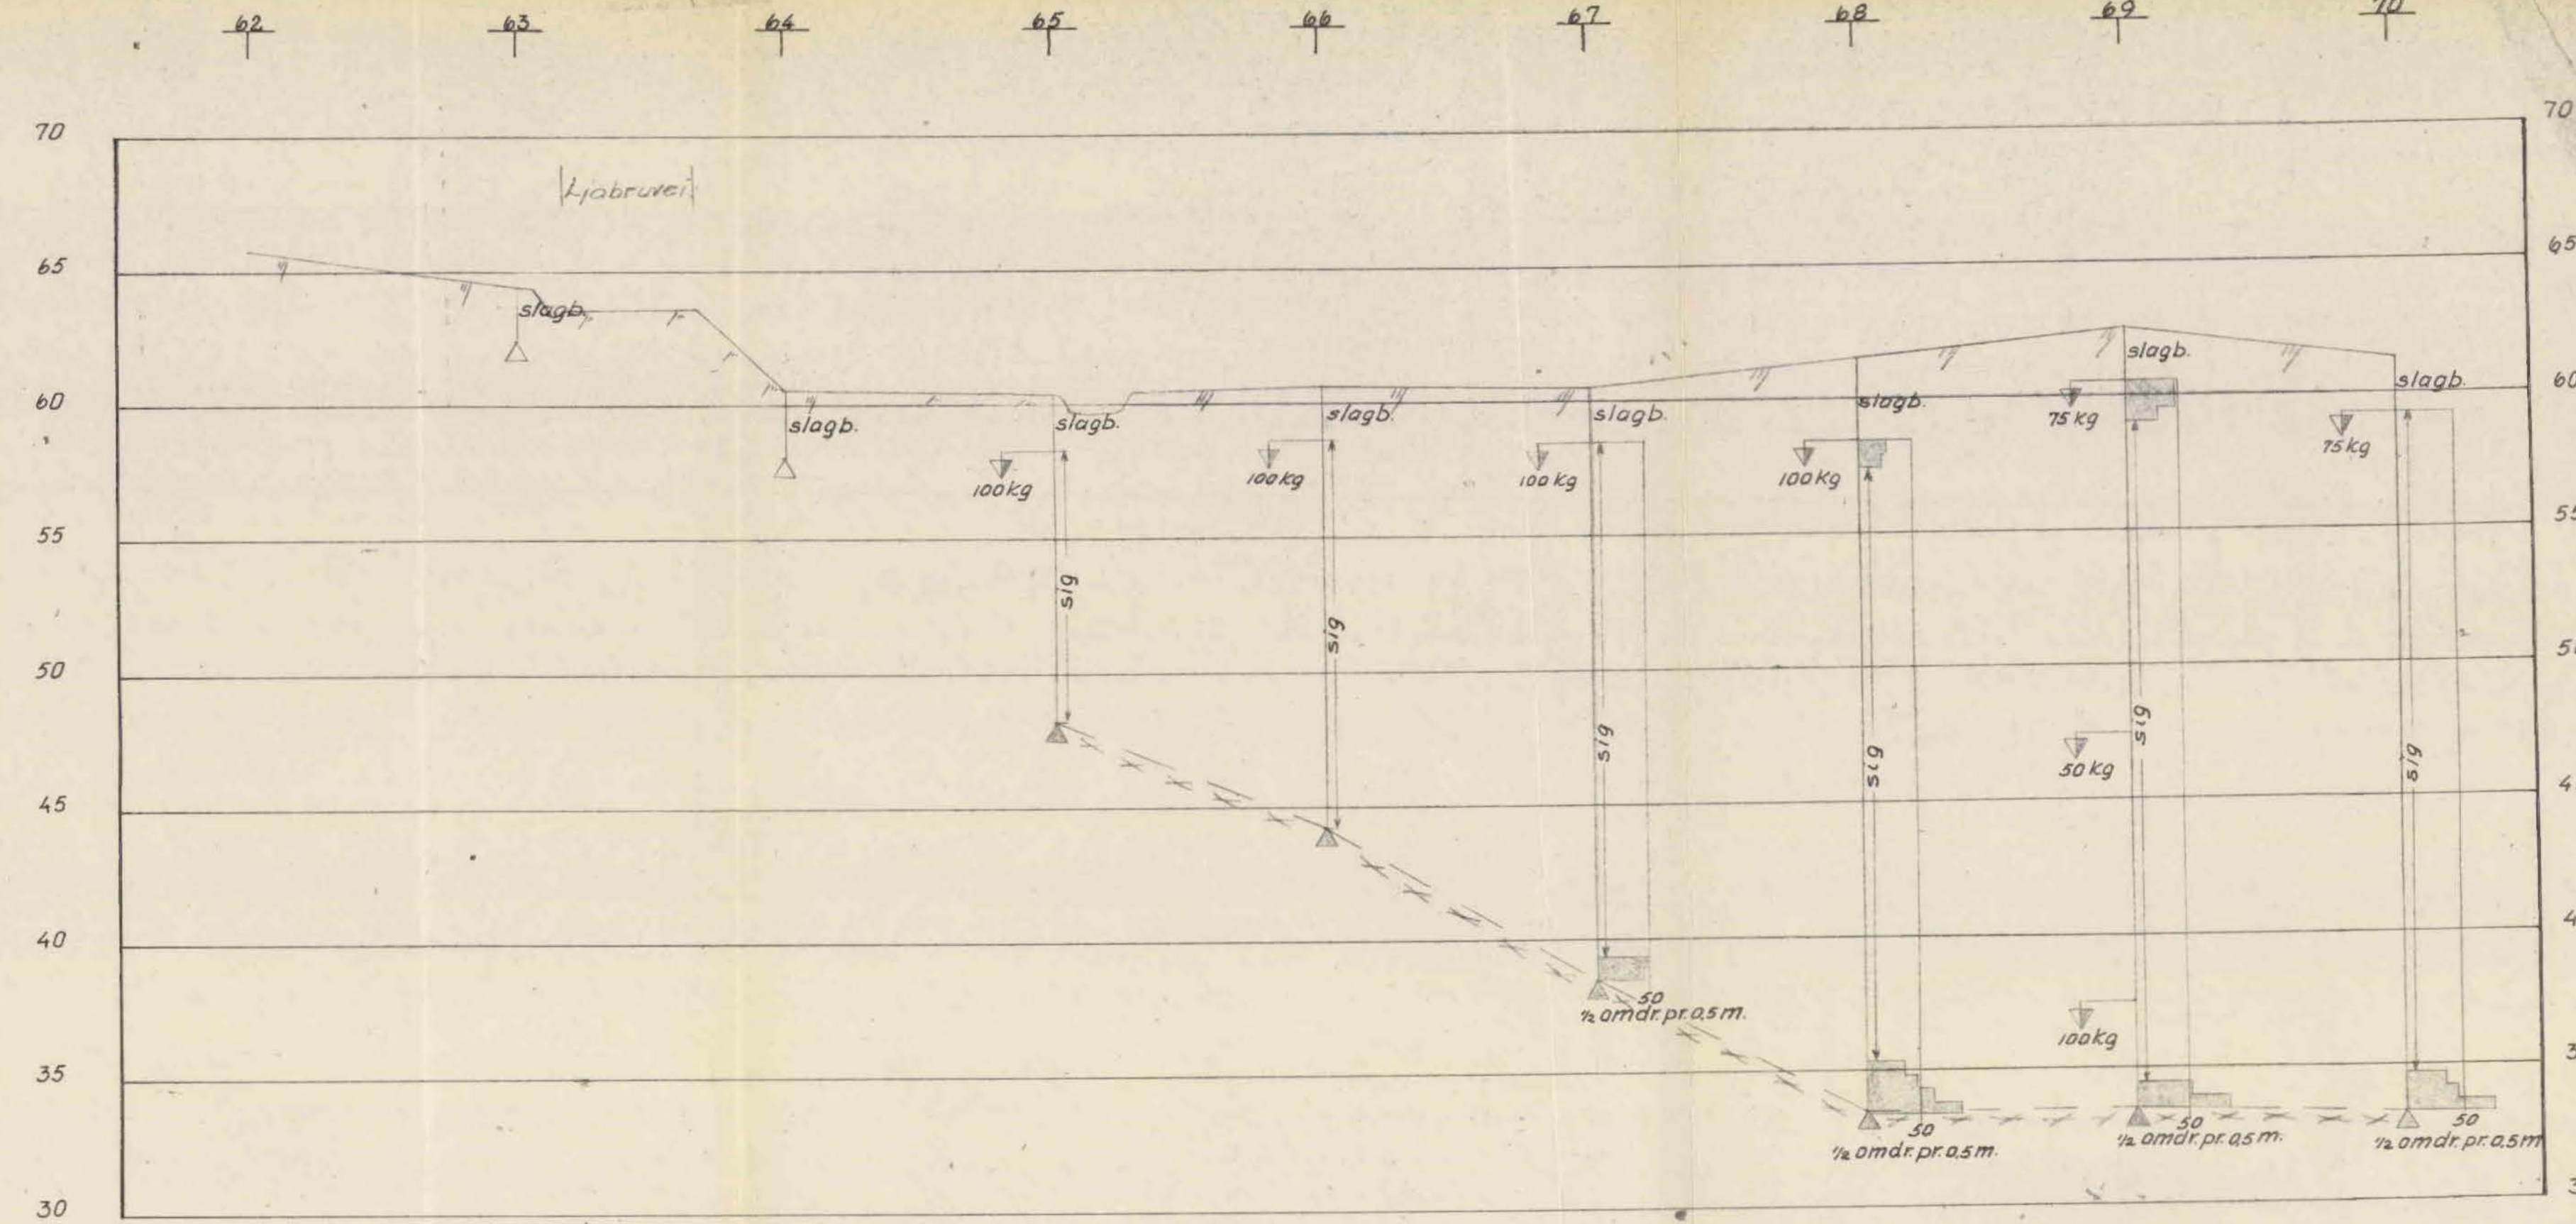 62 63 64 65 66 67 68 69 70
70 70
Ljabruvei
65 65
slagb.
60 slagb. slagb. slagb. slagb. slagb. slagb. slagb. 60
100 kg 100 kg 100 kg 100 kg 75 kg 75 kg
55 55
sig sig sig sig sig sig
50
50 kg
45
40
50
½ omdr. pr. 0,5 m.
100 kg
35
50 50 50
½ omdr. pr. 0,5 m. ½ omdr. pr. 0,5 m. ½ omdr. pr. 0,5 m
30